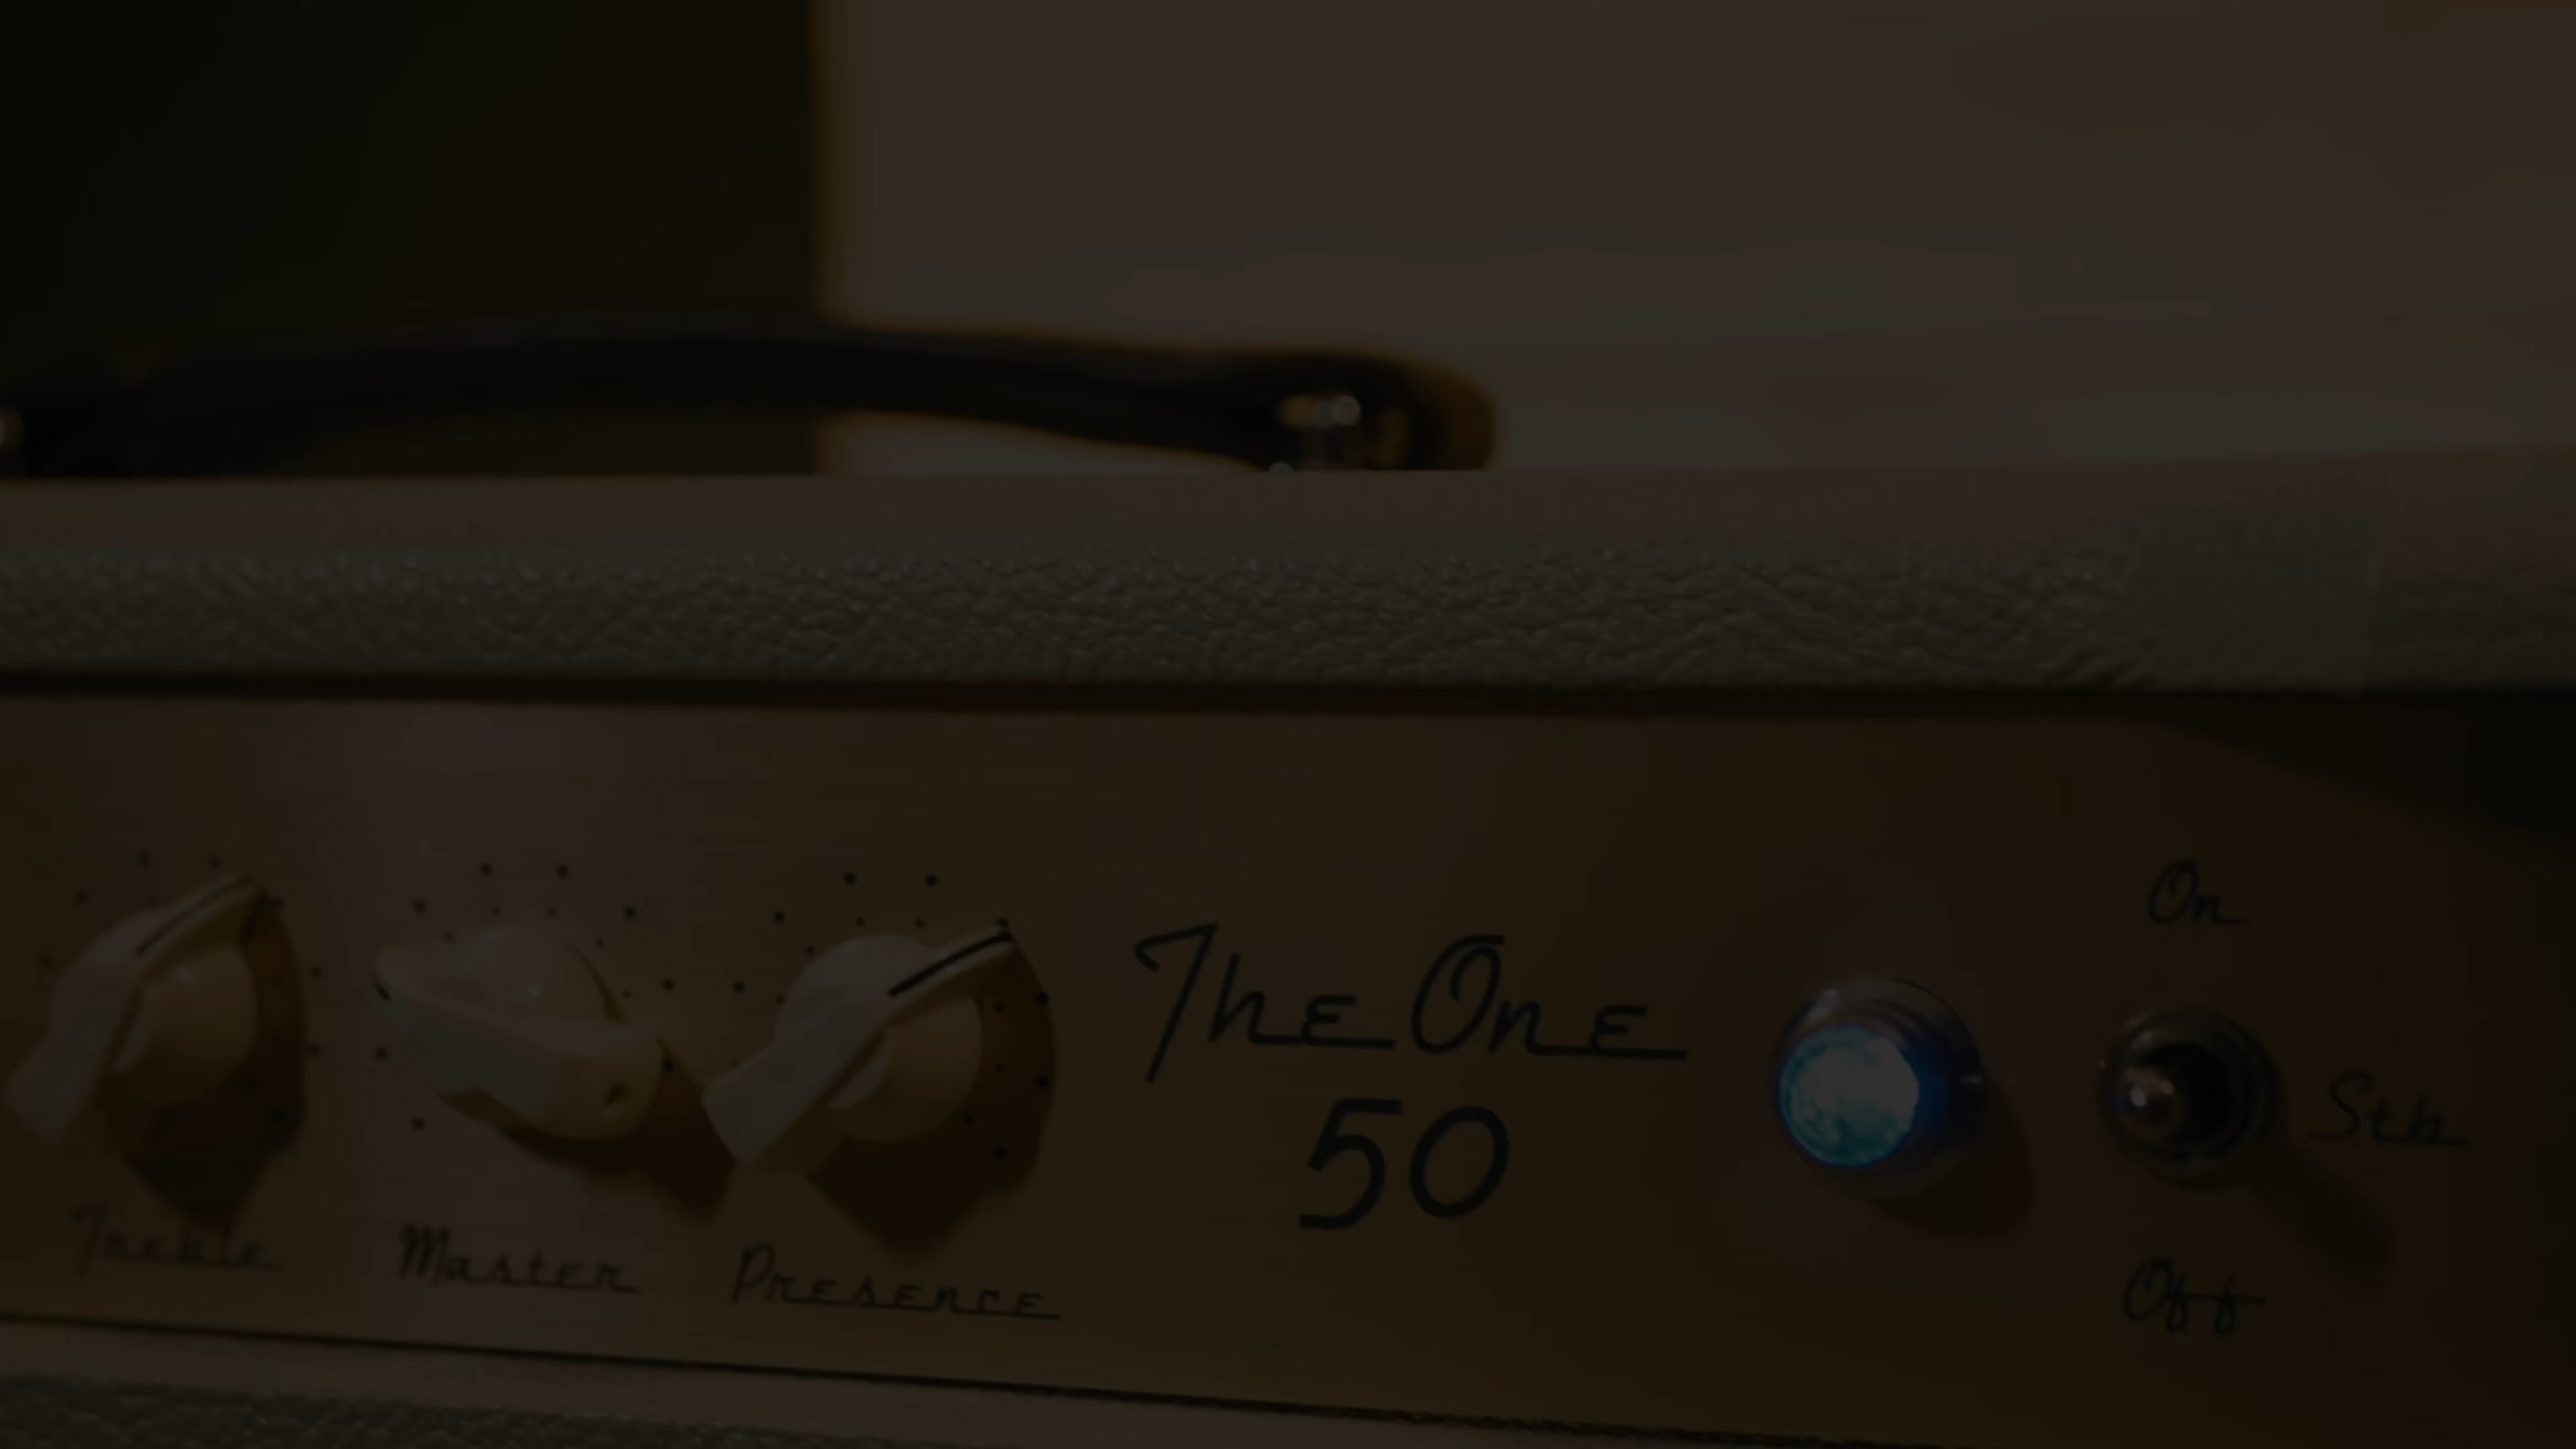 On
The One
Stb
50
Treble
Master
Presence
Off